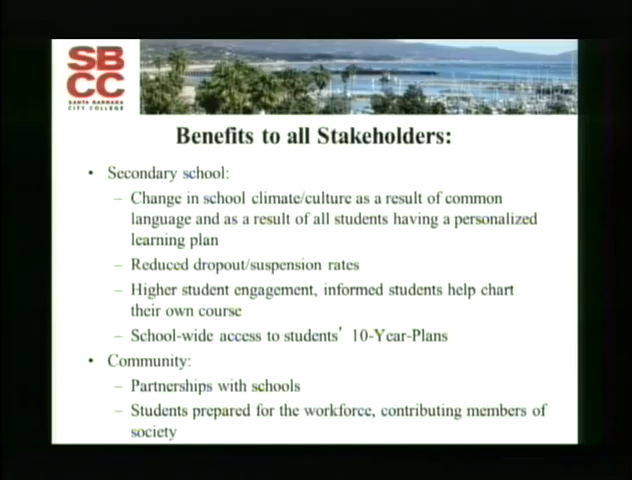 SB
CC
SANTA BARBARA
CITY COLLEGE
Benefits to all Stakeholders:
• Secondary school:
– Change in school climate/culture as a result of common
language and as a result of all students having a personalized
learning plan
– Reduced dropout/suspension rates
– Higher student engagement, informed students help chart
their own course
– School-wide access to students’ 10-Year-Plans
• Community:
– Partnerships with schools
– Students prepared for the workforce, contributing members of
society